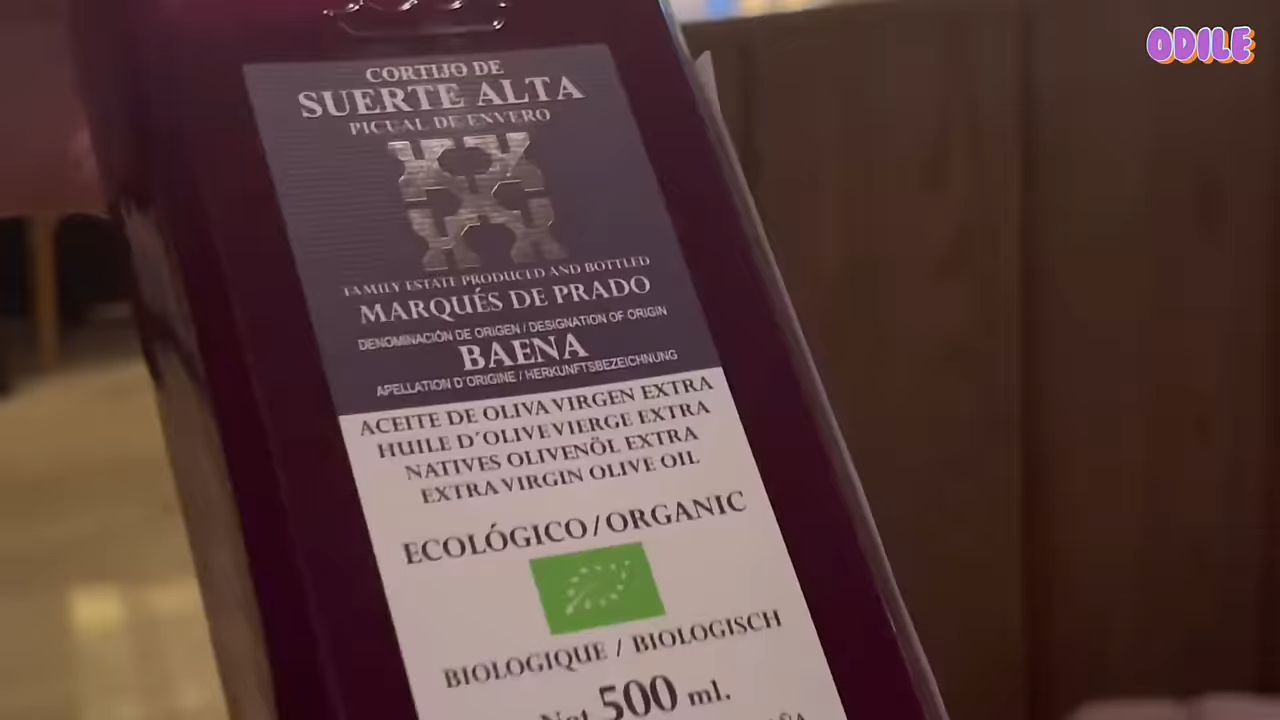 ODILE
CORTIJO DE
SUERTE ALTA
PICUAL DE ENVERO
FAMILY ESTATE PRODUCED AND BOTTLED
MARQUÉS DE PRADO
DENOMINACIÓN DE ORIGEN / DESIGNATION OF ORIGIN
BAENA
APELLATION D´ORIGINE / HERKUNFTSBEZEICHNUNG
ACEITE DE OLIVA VIRGEN EXTRA
HUILE D´OLIVE VIERGE EXTRA
NATIVES OLIVENÖL EXTRA
EXTRA VIRGIN OLIVE OIL
ECOLÓGICO / ORGANIC
BIOLOGIQUE / BIOLOGISCH
Net 500 ml.